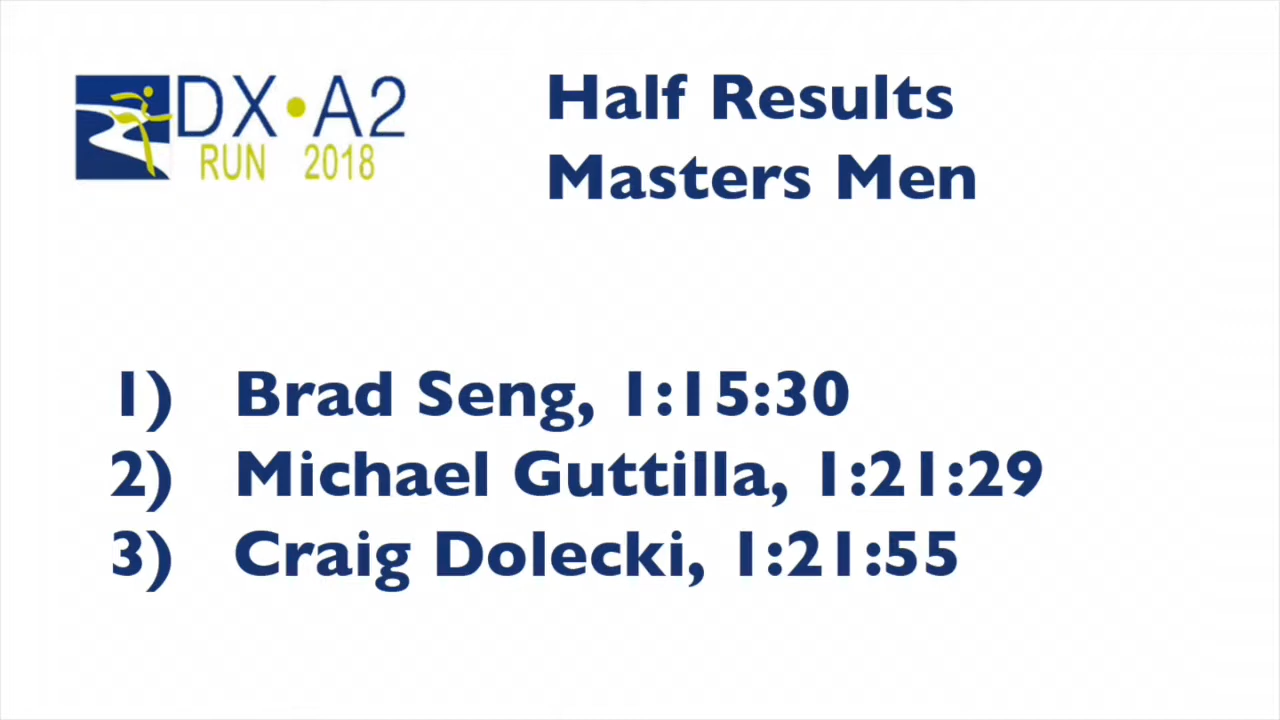 DX•A2
RUN 2018
Half Results
Masters Men
1) Brad Seng, 1:15:30
2) Michael Guttilla, 1:21:29
3) Craig Dolecki, 1:21:55